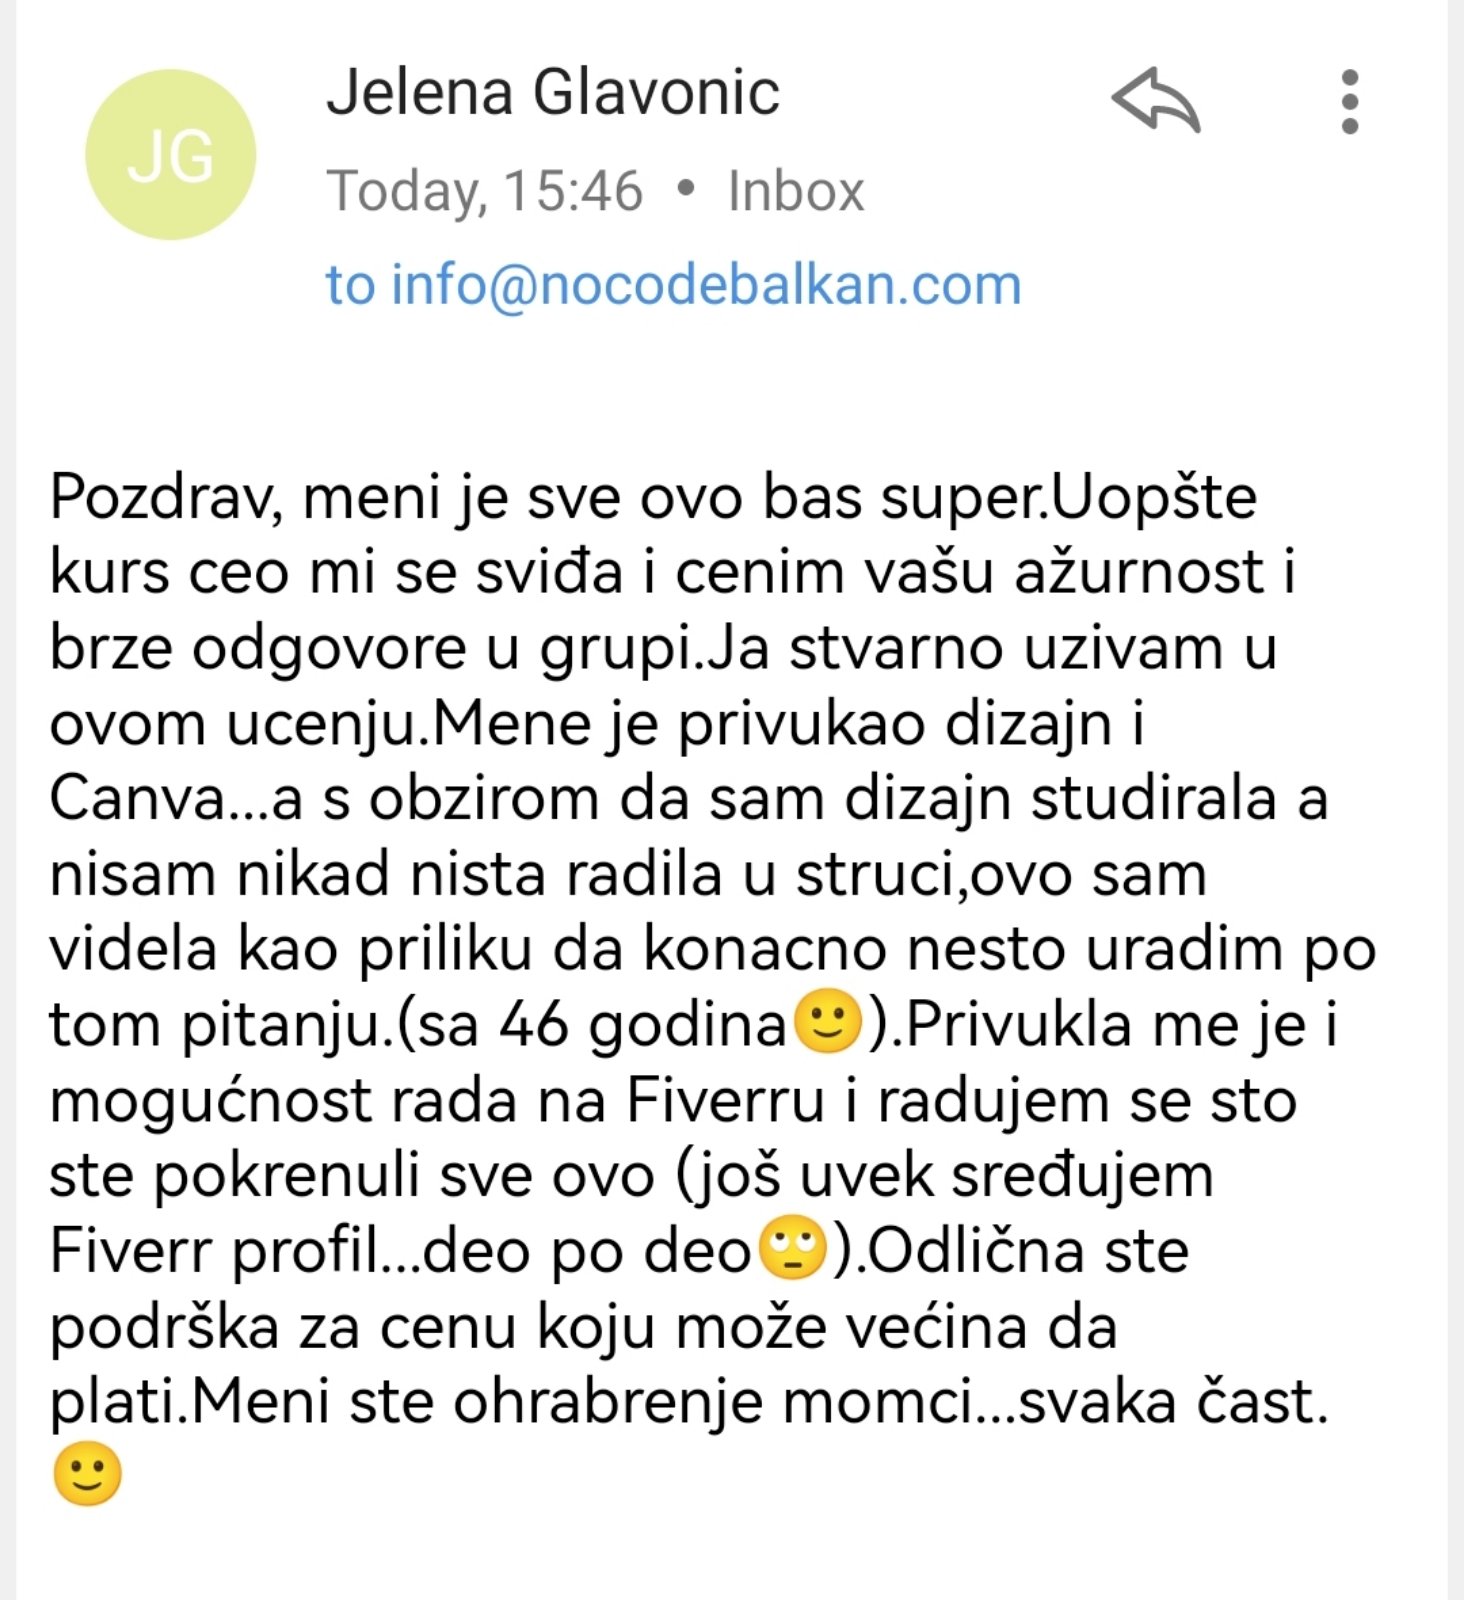 JG
Jelena Glavonic
Today, 15:46 • Inbox
to info@nocodebalkan.com
Pozdrav, meni je sve ovo bas super.Uopšte
kurs ceo mi se sviđa i cenim vašu ažurnost i
brze odgovore u grupi.Ja stvarno uzivam u
ovom ucenju.Mene je privukao dizajn i
Canva...a s obzirom da sam dizajn studirala a
nisam nikad nista radila u struci,ovo sam
videla kao priliku da konacno nesto uradim po
tom pitanju.(sa 46 godina🙂).Privukla me je i
mogućnost rada na Fiverru i radujem se sto
ste pokrenuli sve ovo (još uvek sređujem
Fiverr profil...deo po deo🙄).Odlična ste
podrška za cenu koju može većina da
plati.Meni ste ohrabrenje momci...svaka čast.
🙂